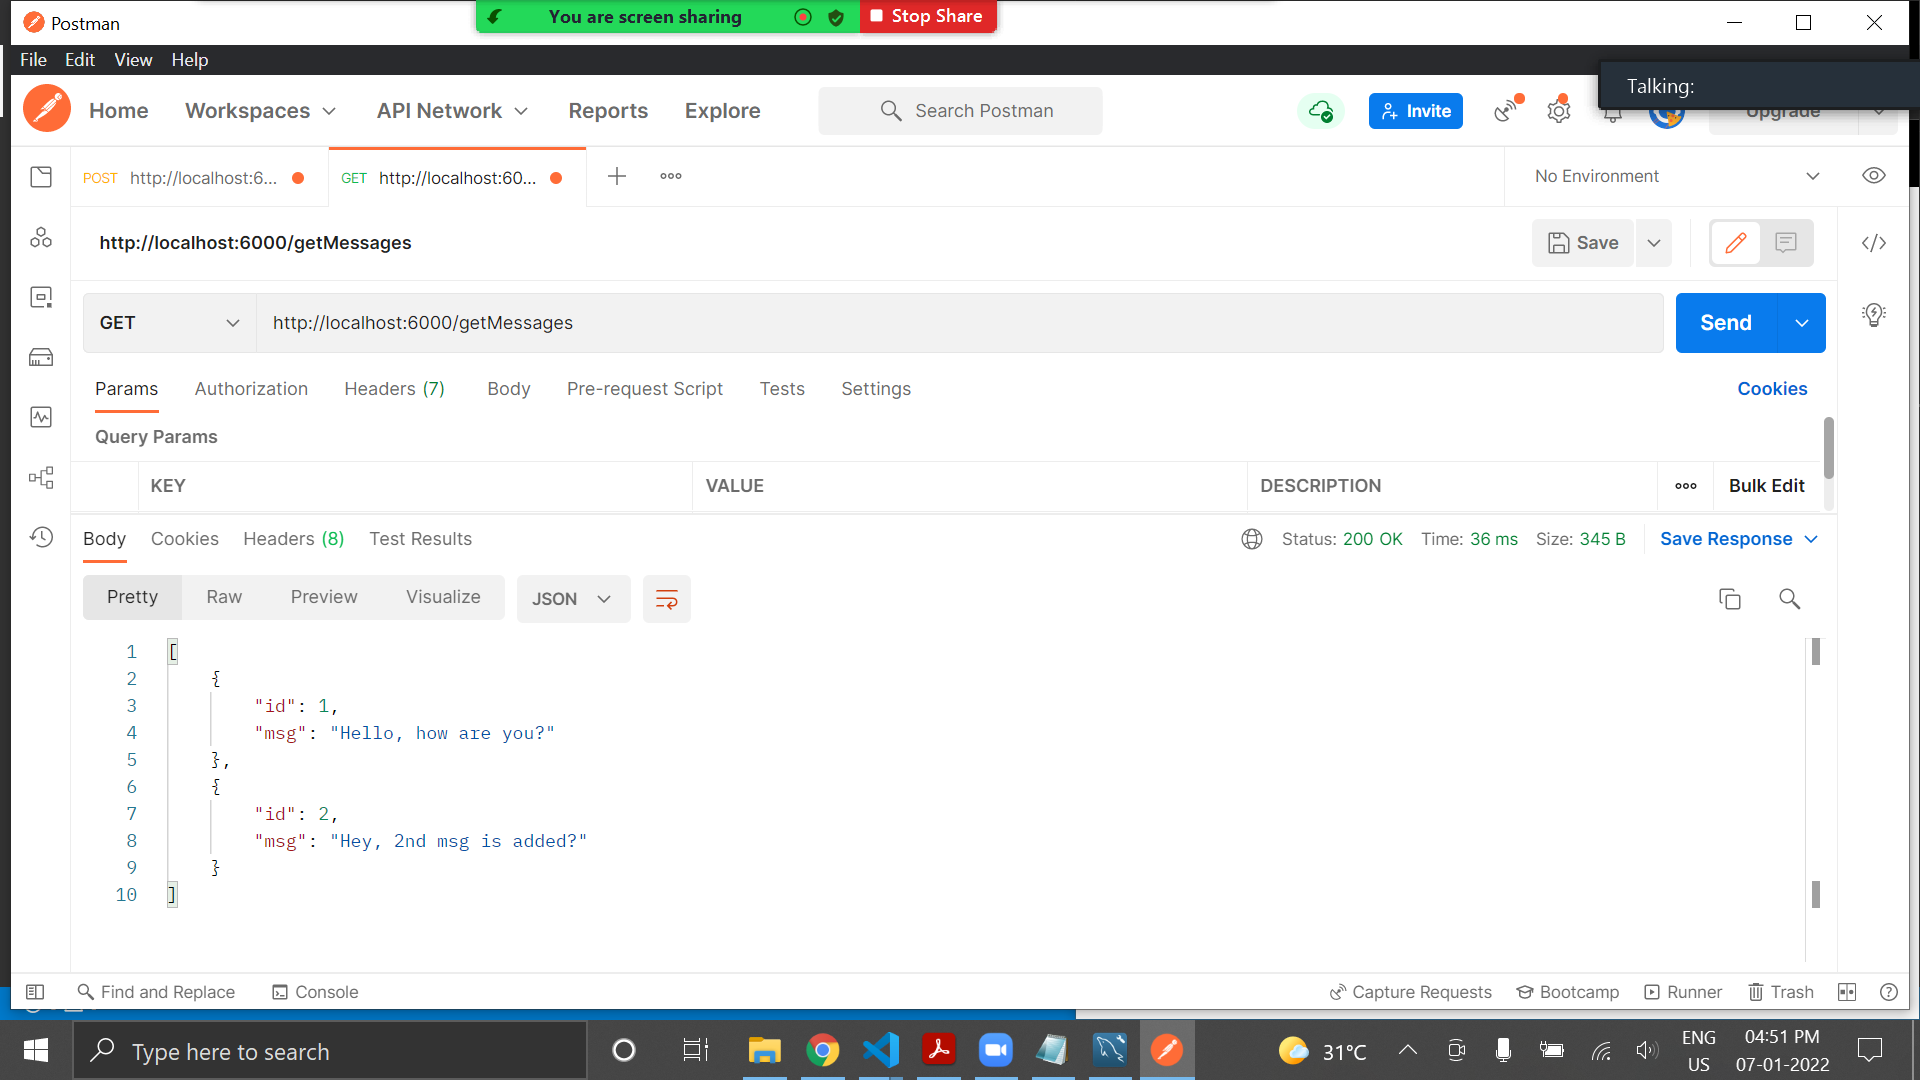 Postman
You are screen sharing
Stop Share
File Edit View Help
Talking:
Home Workspaces API Network Reports Explore Search Postman Invite Upgrade
POST http://localhost:6... GET http://localhost:60... No Environment
http://localhost:6000/getMessages Save
GET http://localhost:6000/getMessages Send
Params Authorization Headers (7) Body Pre-request Script Tests Settings Cookies
Query Params
KEY VALUE DESCRIPTION Bulk Edit
Body Cookies Headers (8) Test Results Status: 200 OK Time: 36 ms Size: 345 B Save Response
Pretty Raw Preview Visualize JSON
1 [
2 {
3 "id": 1,
4 "msg": "Hello, how are you?"
5 },
6 {
7 "id": 2,
8 "msg": "Hey, 2nd msg is added?"
9 }
10 ]
Find and Replace Console Capture Requests Bootcamp Runner Trash
Type here to search 31°C ENG 04:51 PM
US 07-01-2022